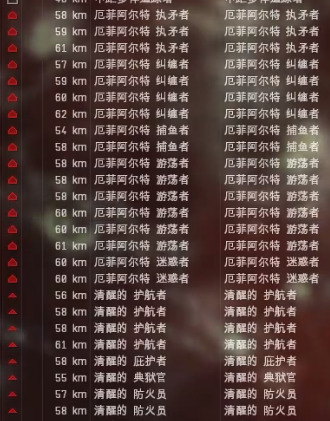 58 km 厄菲阿尔特 执矛者 厄菲阿尔特 执矛者
59 km 厄菲阿尔特 执矛者 厄菲阿尔特 执矛者
61 km 厄菲阿尔特 执矛者 厄菲阿尔特 执矛者
57 km 厄菲阿尔特 纠缠者 厄菲阿尔特 纠缠者
59 km 厄菲阿尔特 纠缠者 厄菲阿尔特 纠缠者
60 km 厄菲阿尔特 纠缠者 厄菲阿尔特 纠缠者
62 km 厄菲阿尔特 纠缠者 厄菲阿尔特 纠缠者
54 km 厄菲阿尔特 捕鱼者 厄菲阿尔特 捕鱼者
58 km 厄菲阿尔特 捕鱼者 厄菲阿尔特 捕鱼者
58 km 厄菲阿尔特 游荡者 厄菲阿尔特 游荡者
58 km 厄菲阿尔特 游荡者 厄菲阿尔特 游荡者
58 km 厄菲阿尔特 游荡者 厄菲阿尔特 游荡者
60 km 厄菲阿尔特 游荡者 厄菲阿尔特 游荡者
60 km 厄菲阿尔特 游荡者 厄菲阿尔特 游荡者
61 km 厄菲阿尔特 游荡者 厄菲阿尔特 游荡者
60 km 厄菲阿尔特 迷惑者 厄菲阿尔特 迷惑者
60 km 厄菲阿尔特 迷惑者 厄菲阿尔特 迷惑者
56 km 清醒的 护航者 清醒的 护航者
58 km 清醒的 护航者 清醒的 护航者
58 km 清醒的 护航者 清醒的 护航者
61 km 清醒的 护航者 清醒的 护航者
58 km 清醒的 庇护者 清醒的 庇护者
55 km 清醒的 典狱官 清醒的 典狱官
57 km 清醒的 防火员 清醒的 防火员
58 km 清醒的 防火员 清醒的 防火员